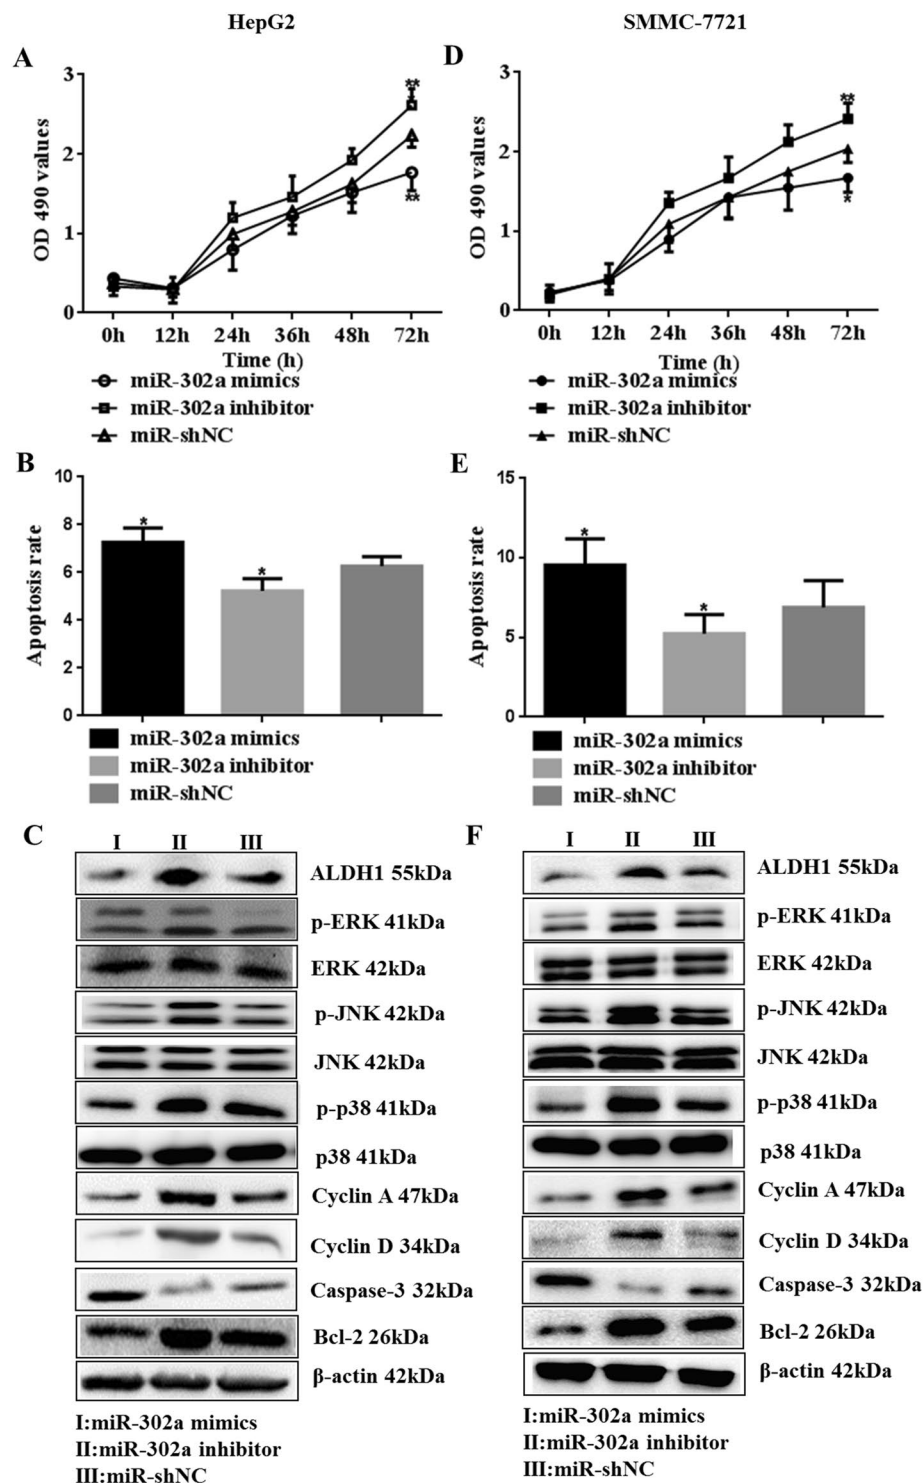 HepG2
SMMC-7721
A
OD 490 values
3
2
1
0
**
**
0h 12h 24h 36h 48h 72h
Time (h)
miR-302a mimics
miR-302a inhibitor
miR-shNC
D
OD 490 values
3
2
1
0
**
*
0h 12h 24h 36h 48h 72h
Time (h)
miR-302a mimics
miR-302a inhibitor
miR-shNC
B
Apoptosis rate
10
8
6
4
2
0
*
*
miR-302a mimics
miR-302a inhibitor
miR-shNC
E
Apoptosis rate
15
10
5
0
*
*
miR-302a mimics
miR-302a inhibitor
miR-shNC
C
I II III
ALDH1 55kDa
p-ERK 41kDa
ERK 42kDa
p-JNK 42kDa
JNK 42kDa
p-p38 41kDa
p38 41kDa
Cyclin A 47kDa
Cyclin D 34kDa
Caspase-3 32kDa
Bcl-2 26kDa
β-actin 42kDa
I:miR-302a mimics
II:miR-302a inhibitor
III:miR-shNC
F
I II III
ALDH1 55kDa
p-ERK 41kDa
ERK 42kDa
p-JNK 42kDa
JNK 42kDa
p-p38 41kDa
p38 41kDa
Cyclin A 47kDa
Cyclin D 34kDa
Caspase-3 32kDa
Bcl-2 26kDa
β-actin 42kDa
I:miR-302a mimics
II:miR-302a inhibitor
III:miR-shNC